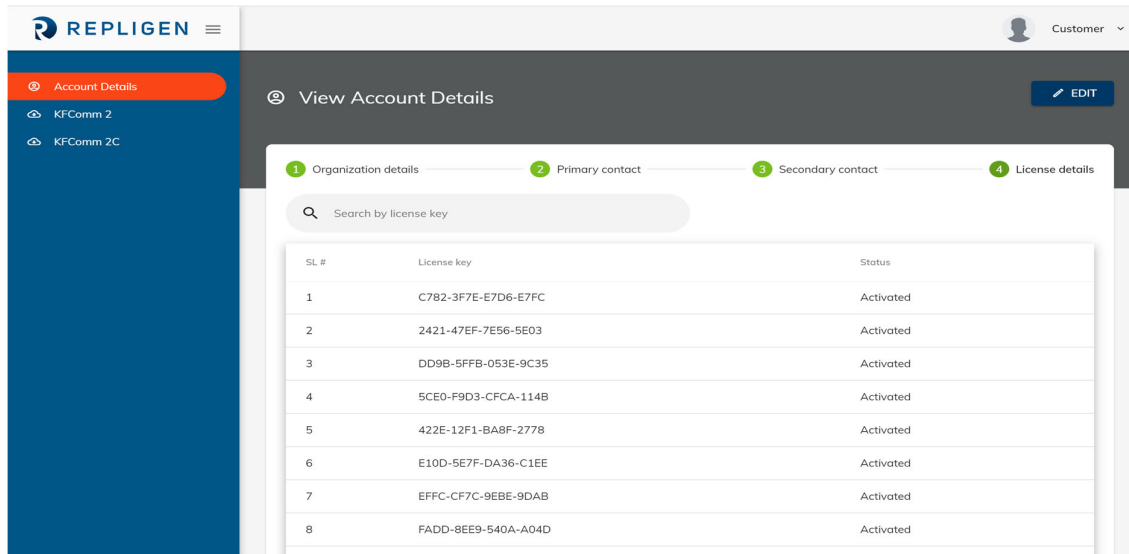 REPLIGEN
Customer
Account Details
KFComm 2
KFComm 2C
View Account Details
EDIT
1 Organization details 2 Primary contact 3 Secondary contact 4 License details
Search by license key
SL # License key Status
1 C782-3F7E-E7D6-E7FC Activated
2 2421-47EF-7E56-5E03 Activated
3 DD9B-5FFB-053E-9C35 Activated
4 5CE0-F9D3-CFCA-114B Activated
5 422E-12F1-BA8F-2778 Activated
6 E10D-5E7F-DA36-C1EE Activated
7 EFFC-CF7C-9EBE-9DAB Activated
8 FADD-8EE9-540A-A04D Activated